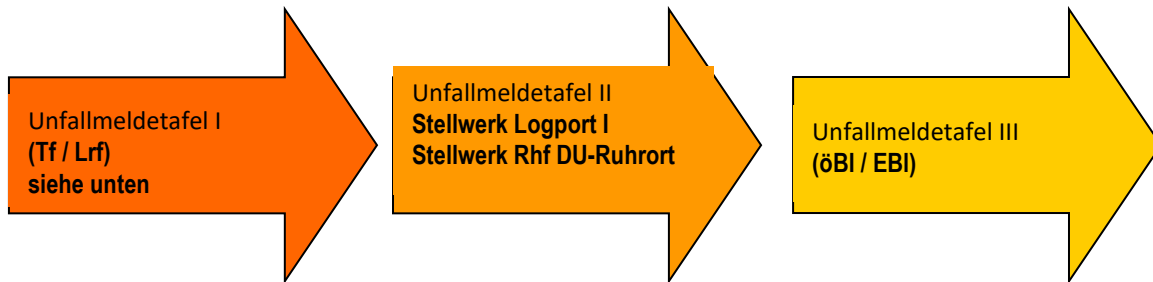 Unfallmeldetafel I
(Tf / Lrf)
siehe unten
Unfallmeldetafel II
Stellwerk Logport I
Stellwerk Rhf DU-Ruhrort
Unfallmeldetafel III
(öBl / EBl)